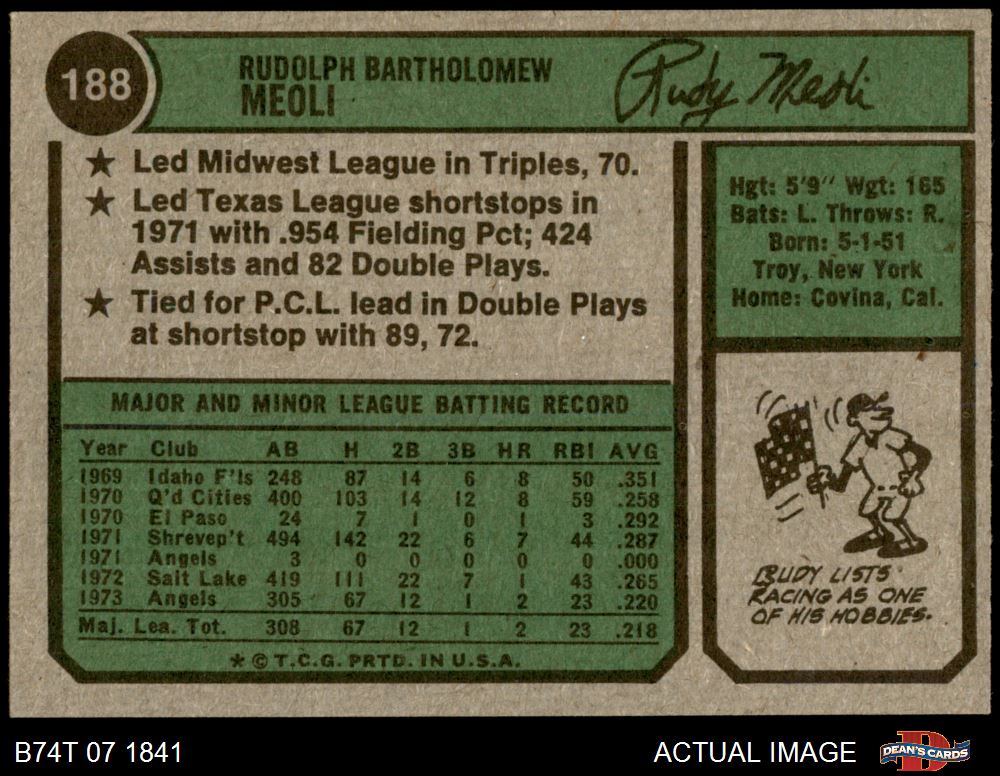 188
RUDOLPH BARTHOLOMEW
MEOLI
Rudy Meoli
★ Led Midwest League in Triples, 70.
★ Led Texas League shortstops in
1971 with .954 Fielding Pct; 424
Assists and 82 Double Plays.
★ Tied for P.C.L. lead in Double Plays
at shortstop with 89, 72.
Hgt: 5'9" Wgt: 165
Bats: L. Throws: R.
Born: 5-1-51
Troy, New York
Home: Covina, Cal.
MAJOR AND MINOR LEAGUE BATTING RECORD
Year Club AB H 2B 3B HR RBI AVG
1969 Idaho F'ls 248 87 14 6 8 50 .351
1970 Q'd Cities 400 103 14 12 8 59 .258
1970 El Paso 24 7 1 0 1 3 .292
1971 Shrevep't 494 142 22 6 7 44 .287
1971 Angels 3 0 0 0 0 0 .000
1972 Salt Lake 419 111 22 7 1 43 .265
1973 Angels 305 67 12 1 2 23 .220
Maj. Lea. Tot. 308 67 12 1 2 23 .218
★ © T.C.G. PRTD. IN U.S.A.
RUDY LISTS
RACING AS ONE
OF HIS HOBBIES.
B74T 07 1841
ACTUAL IMAGE
DEAN'S CARDS